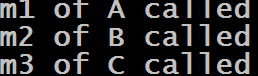 m1 of A called
m2 of B called
m3 of C called